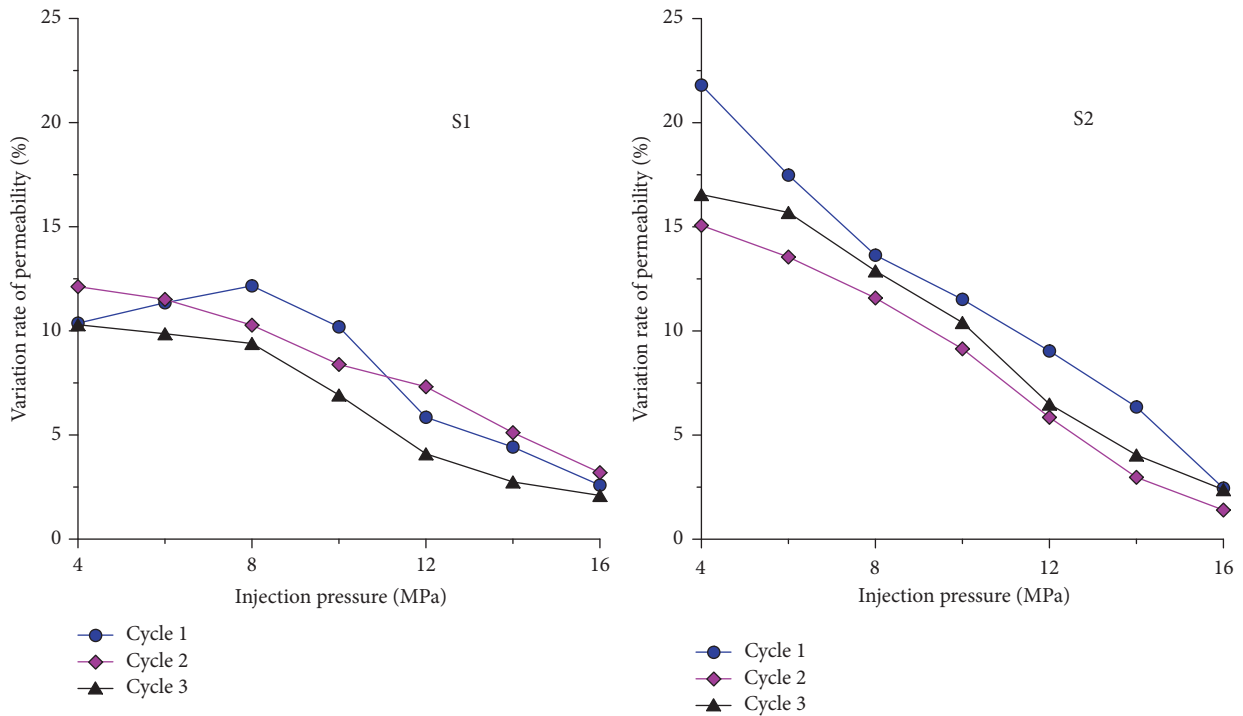 25
20
15
10
5
0
Variation rate of permeability (%)
S1
4
8
12
16
Injection pressure (MPa)
Cycle 1
Cycle 2
Cycle 3
25
20
15
10
5
0
Variation rate of permeability (%)
S2
4
8
12
16
Injection pressure (MPa)
Cycle 1
Cycle 2
Cycle 3